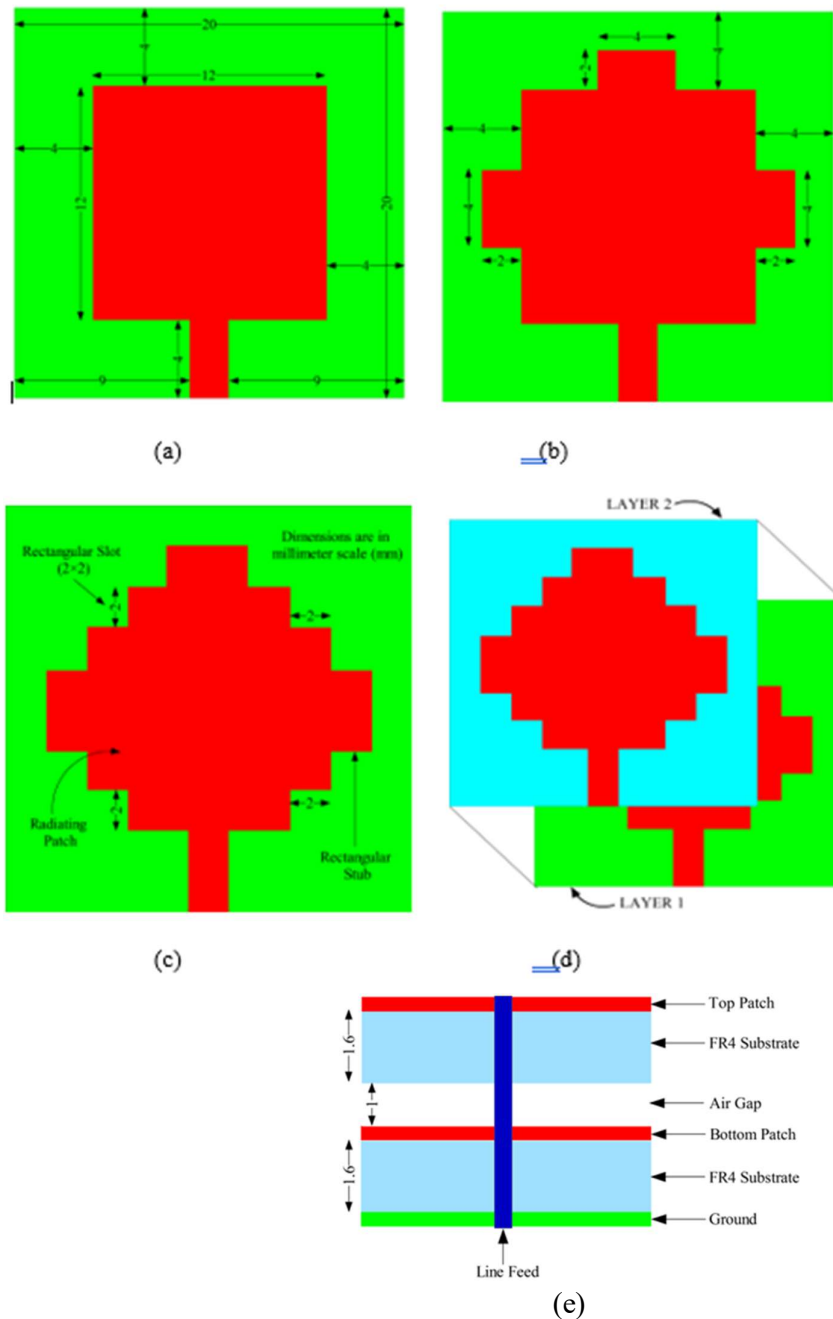 20
4
12
4
12
20
4
4
9
9
(a)
4
2
4
4
4
4
4
2
2
(b)
Rectangular Slot
(2×2)
Dimensions are in
millimeter scale (mm)
2
2
2
2
Radiating
Patch
Rectangular
Stub
(c)
LAYER 2
LAYER 1
(d)
Top Patch
1.6
FR4 Substrate
1
Air Gap
Bottom Patch
1.6
FR4 Substrate
Ground
Line Feed
(e)